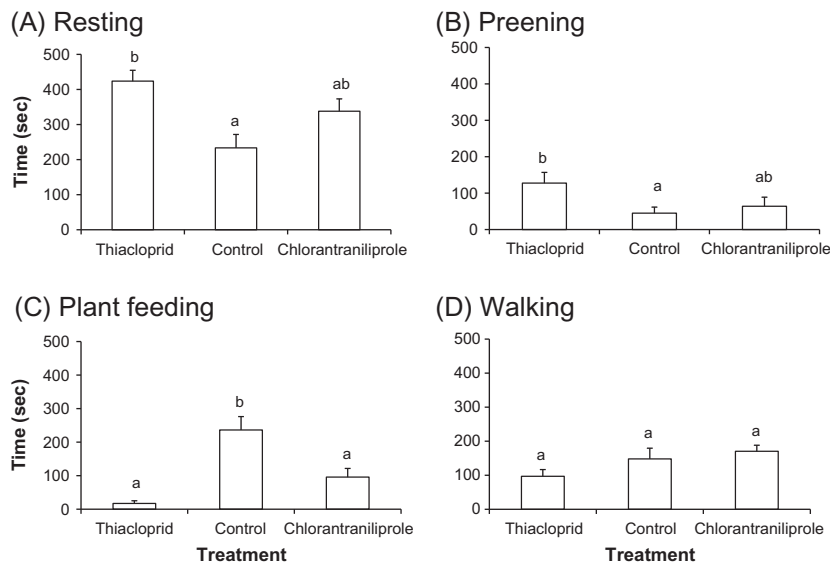 (A) Resting
500
400
300
200
100
0
Time (sec)
b
a
ab
Thiacloprid Control Chlorantraniliprole
(B) Preening
500
400
300
200
100
0
b
a
ab
Thiacloprid Control Chlorantraniliprole
(C) Plant feeding
500
400
300
200
100
0
Time (sec)
a
b
a
Thiacloprid Control Chlorantraniliprole
Treatment
(D) Walking
500
400
300
200
100
0
a
a
a
Thiacloprid Control Chlorantraniliprole
Treatment